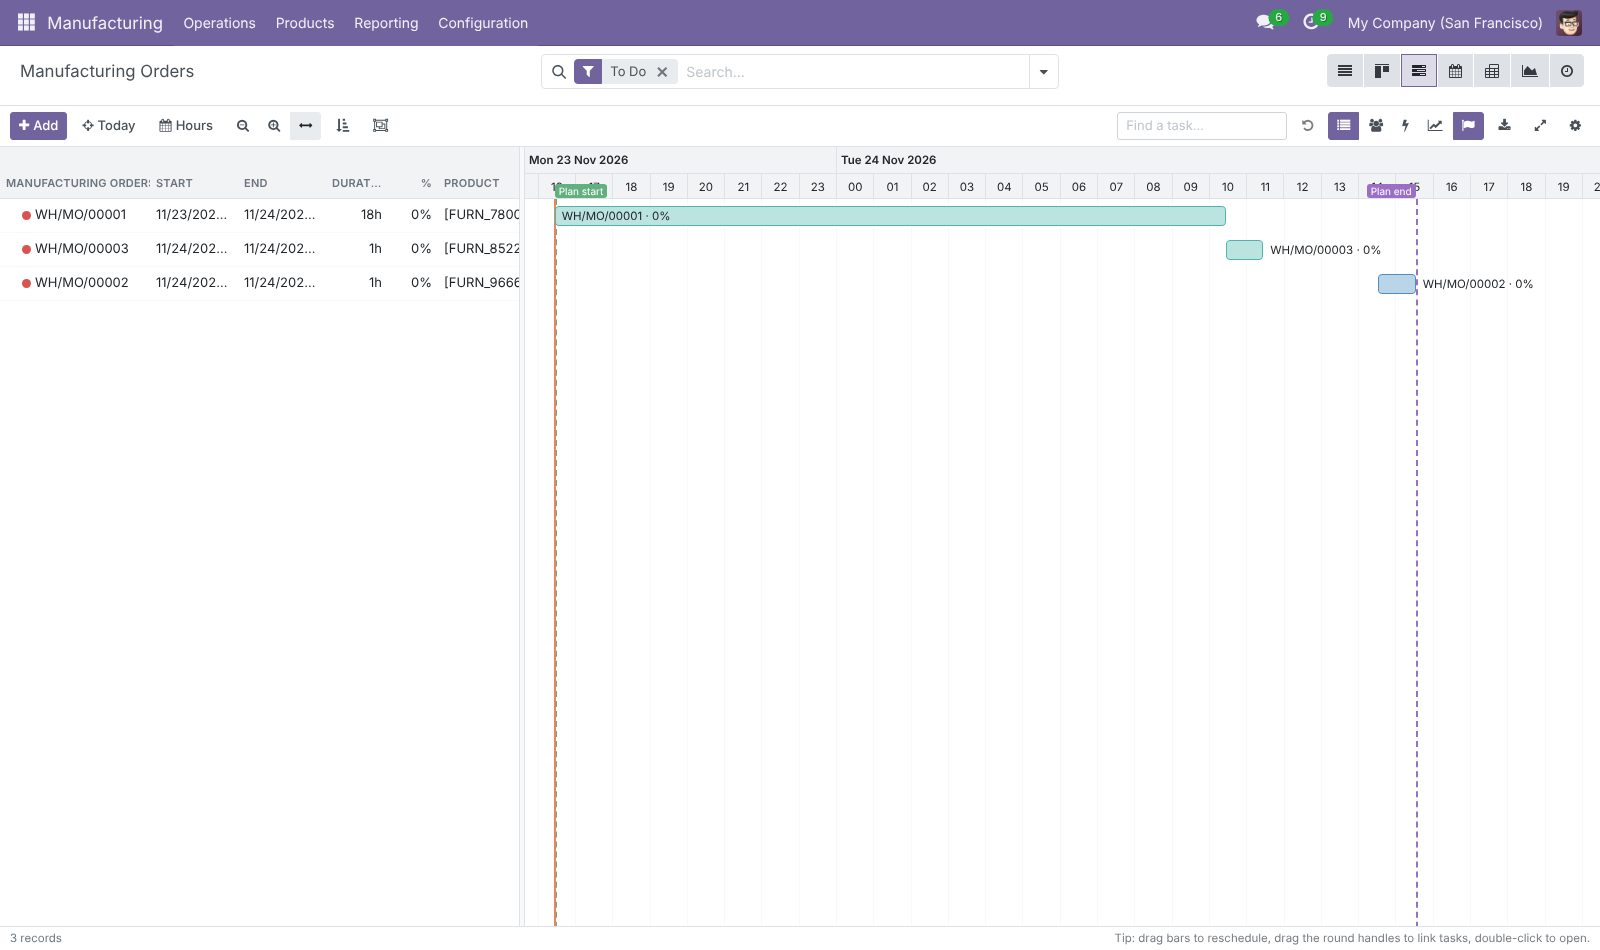 Manufacturing Operations Products Reporting Configuration 6 9 My Company (San Francisco)
Manufacturing Orders To Do Search...
Add Today Hours Find a task...
Mon 23 Nov 2026 Tue 24 Nov 2026
MANUFACTURING ORDERS START END DURAT... % PRODUCT
Plan start 18 19 20 21 22 23 00 01 02 03 04 05 06 07 08 09 10 11 12 13 Plan end 16 17 18 19
WH/MO/00001 11/23/202... 11/24/202... 18h 0% [FURN_7800 WH/MO/00001 · 0%
WH/MO/00003 11/24/202... 11/24/202... 1h 0% [FURN_8522 WH/MO/00003 · 0%
WH/MO/00002 11/24/202... 11/24/202... 1h 0% [FURN_9666 WH/MO/00002 · 0%
3 records Tip: drag bars to reschedule, drag the round handles to link tasks, double-click to open.